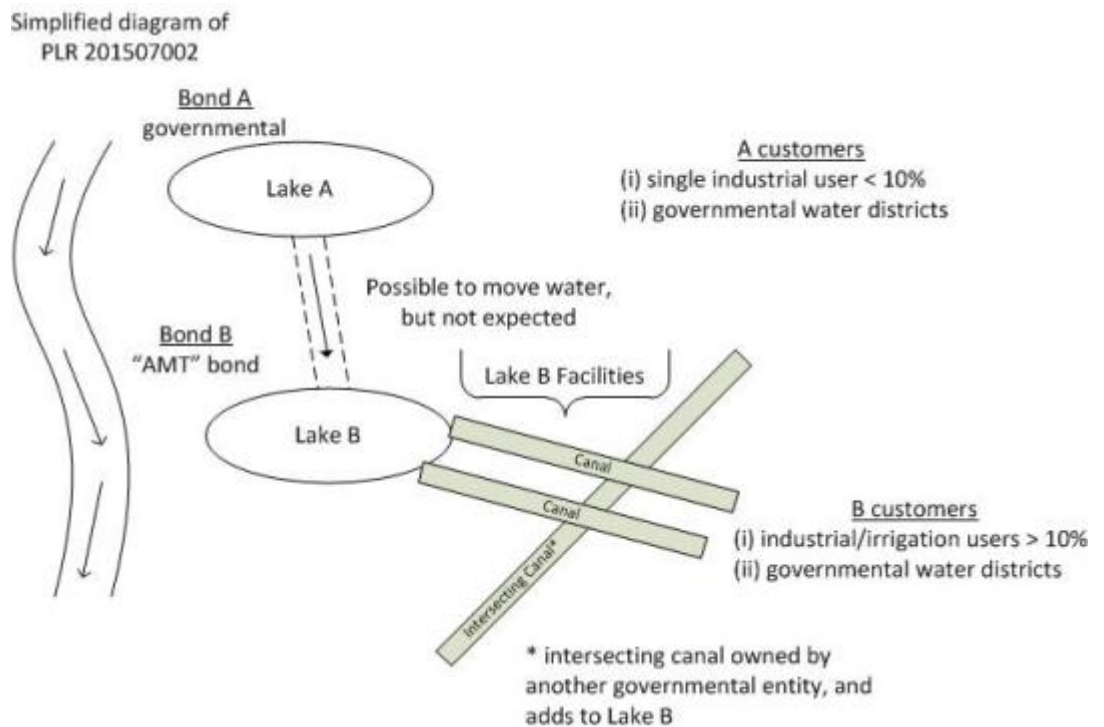 Simplified diagram of
PLR 201507002
Bond A
governmental
Lake A
A customers
(i) single industrial user < 10%
(ii) governmental water districts
Possible to move water,
but not expected
Bond B
"AMT" bond
Lake B Facilities
Lake B
Canal
Canal
Intersecting Canal*
B customers
(i) industrial/irrigation users > 10%
(ii) governmental water districts
* intersecting canal owned by
another governmental entity, and
adds to Lake B